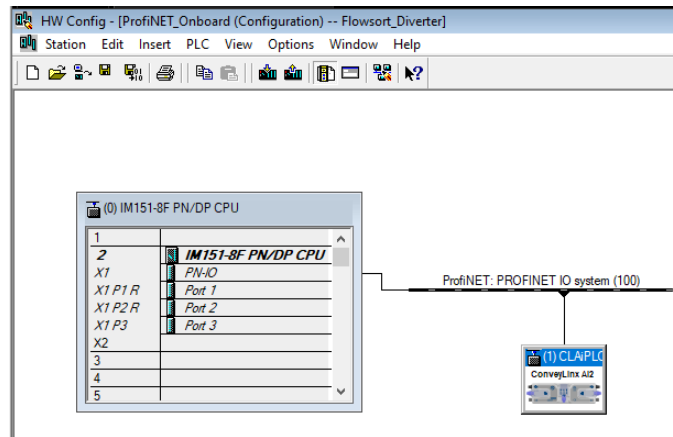 HW Config - [ProfiNET_Onboard (Configuration) -- Flowsort_Diverter]
Station Edit Insert PLC View Options Window Help
(0) IM151-8F PN/DP CPU
1
2 IM151-8F PN/DP CPU
X1 PN-IO
X1 P1 R Port 1
X1 P2 R Port 2
X1 P3 Port 3
X2
3
4
5
ProfiNET: PROFINET IO system (100)
(1) CLAiPLC
ConveyLinx Ai2